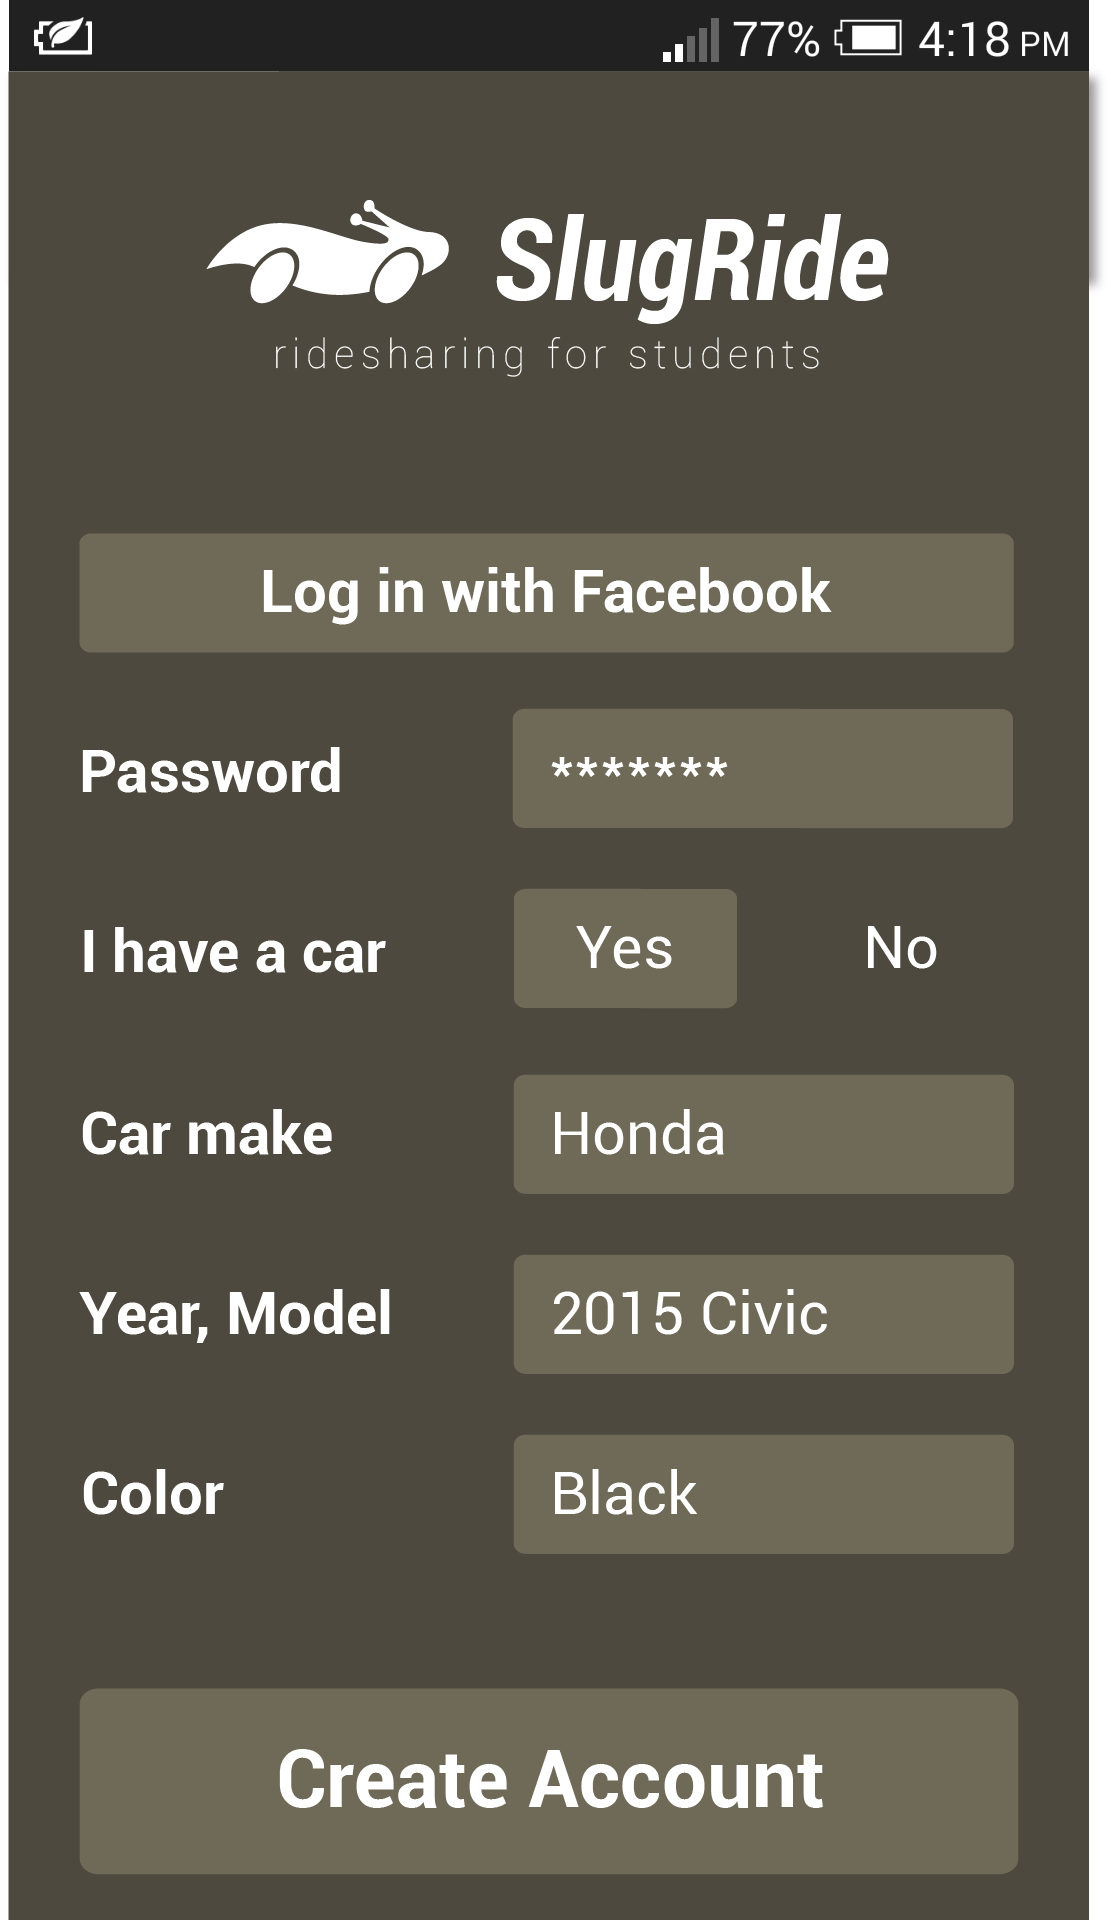 77% 4:18 PM
SlugRide
ridesharing for students
Log in with Facebook
Password *******
I have a car Yes No
Car make Honda
Year, Model 2015 Civic
Color Black
Create Account